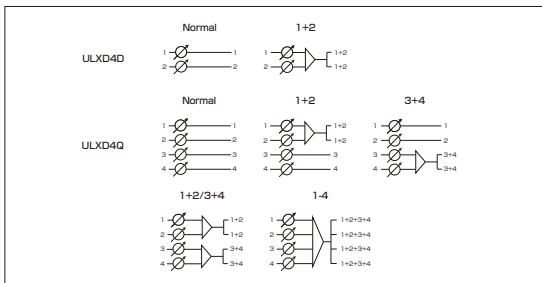 Normal 1+2
ULXD4D
1 1 1 1+2
2 2 2 1+2
Normal 1+2 3+4
ULXD4Q
1 1 1 1+2 1 1
2 2 2 1+2 2 2
3 3 3 3 3 3+4
4 4 4 4 4 3+4
1+2/3+4 1-4
1 1+2 1 1+2+3+4
2 1+2 2 1+2+3+4
3 3+4 3 1+2+3+4
4 3+4 4 1+2+3+4